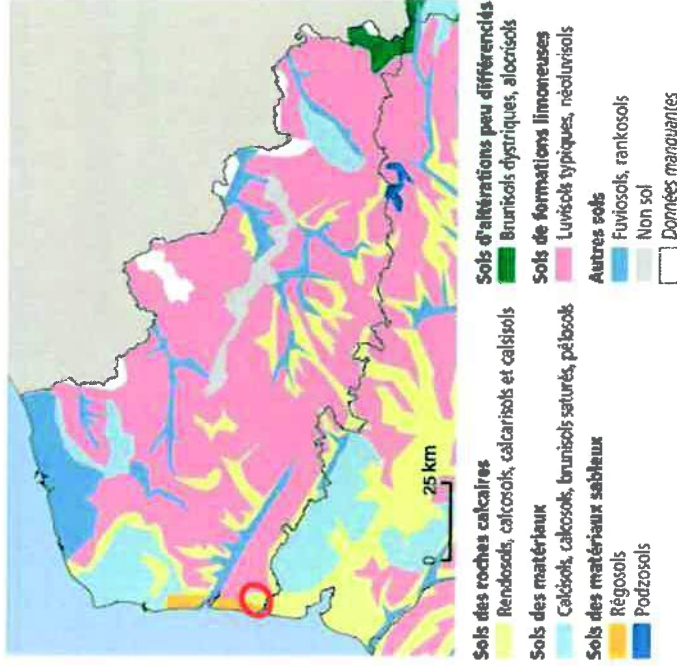 25 km
0
Sols des roches calcaires
Rendosols, calcosols, calcarisols et calsisols
Sols des matériaux
Calcisols, calcosols, brunisols saturés, pélosols
Sols des matériaux sableux
Régosols
Podzosols
Sols d'altérations peu différenciés
Brunisols dystriques, alocrisols
Sols de formations limoneuses
Luvisols typiques, néoluvisols
Autres sols
Fuviosols, rankosols
Non sol
Données manquantes